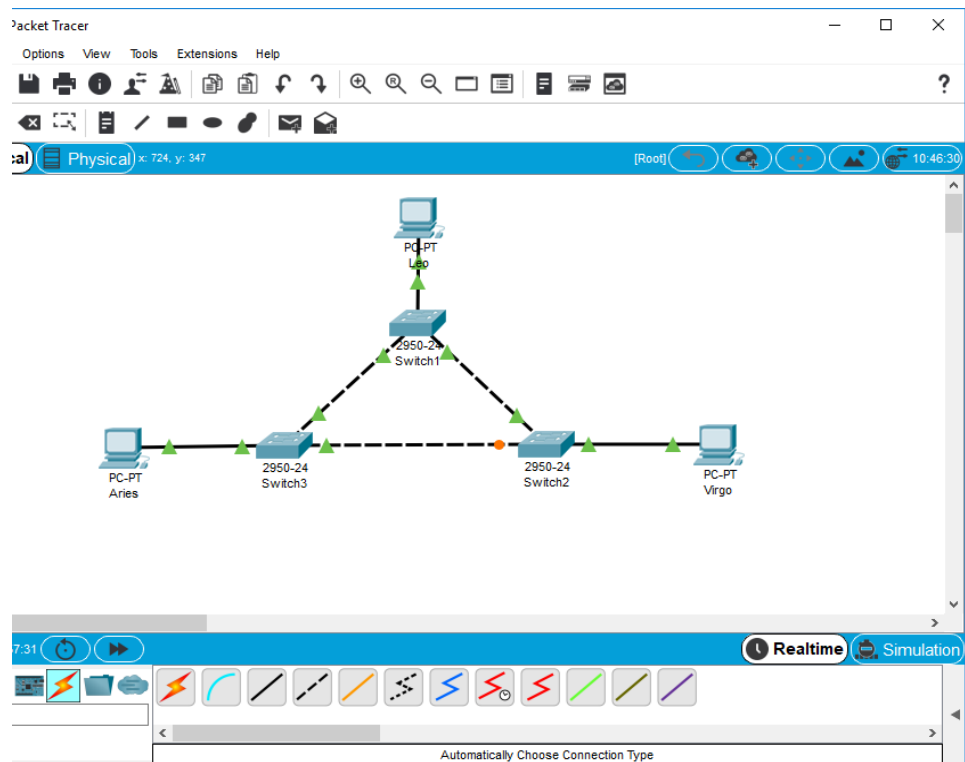 Packet Tracer
Options View Tools Extensions Help
?
Physical x: 724, y: 347 [Root] 10:46:30
PC-PT
Leo
2950-24
Switch1
PC-PT
Aries
2950-24
Switch3
2950-24
Switch2
PC-PT
Virgo
7:31 Realtime Simulation
Automatically Choose Connection Type